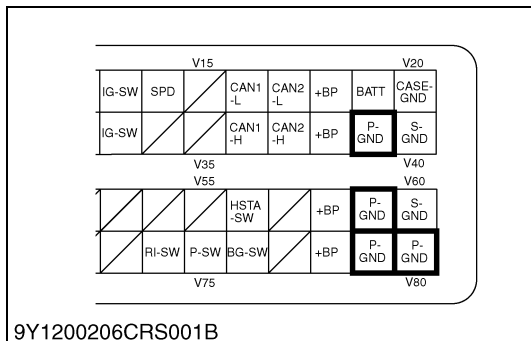 V15 V20
IG-SW SPD CAN1 -L CAN2 -L +BP BATT CASE- GND
IG-SW CAN1 -H CAN2 -H +BP P- GND S- GND
V35 V40
V55 V60
HSTA -SW +BP P- GND S- GND
RI-SW P-SW BG-SW +BP P- GND P- GND
V75 V80
9Y1200206CRS001B